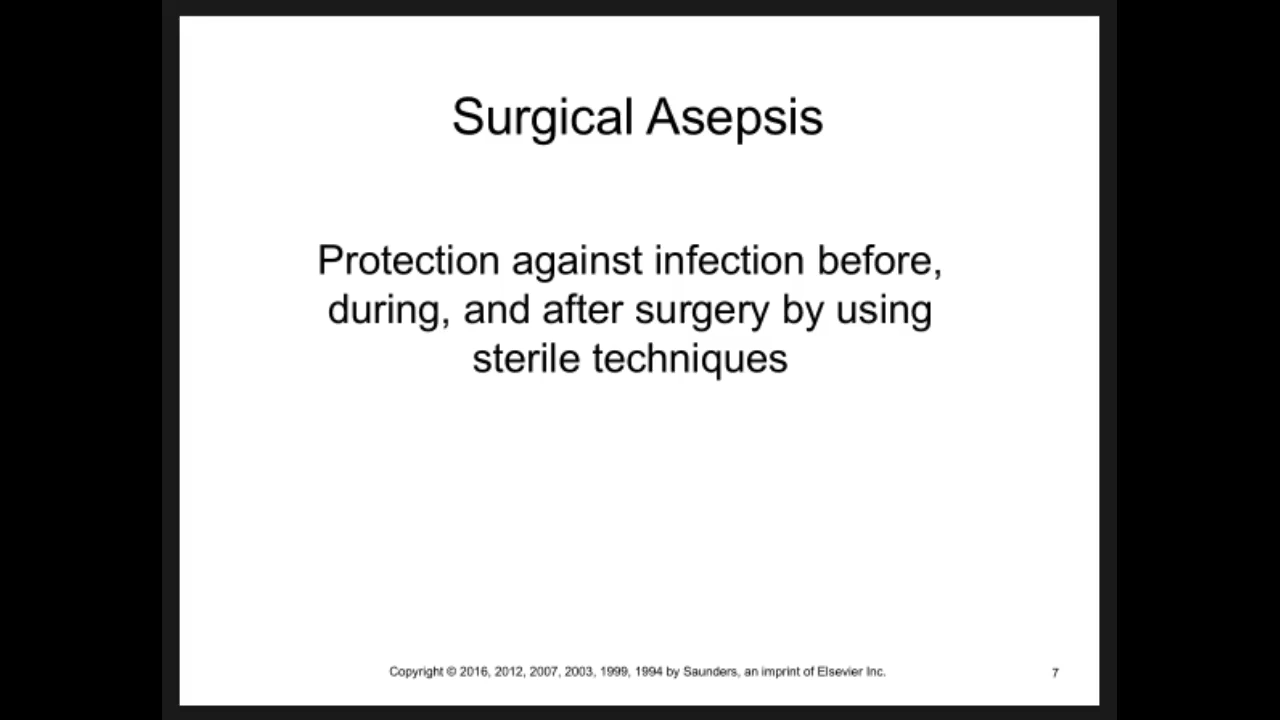 Surgical Asepsis
Protection against infection before,
during, and after surgery by using
sterile techniques
Copyright © 2016, 2012, 2007, 2003, 1999, 1994 by Saunders, an imprint of Elsevier Inc.
7